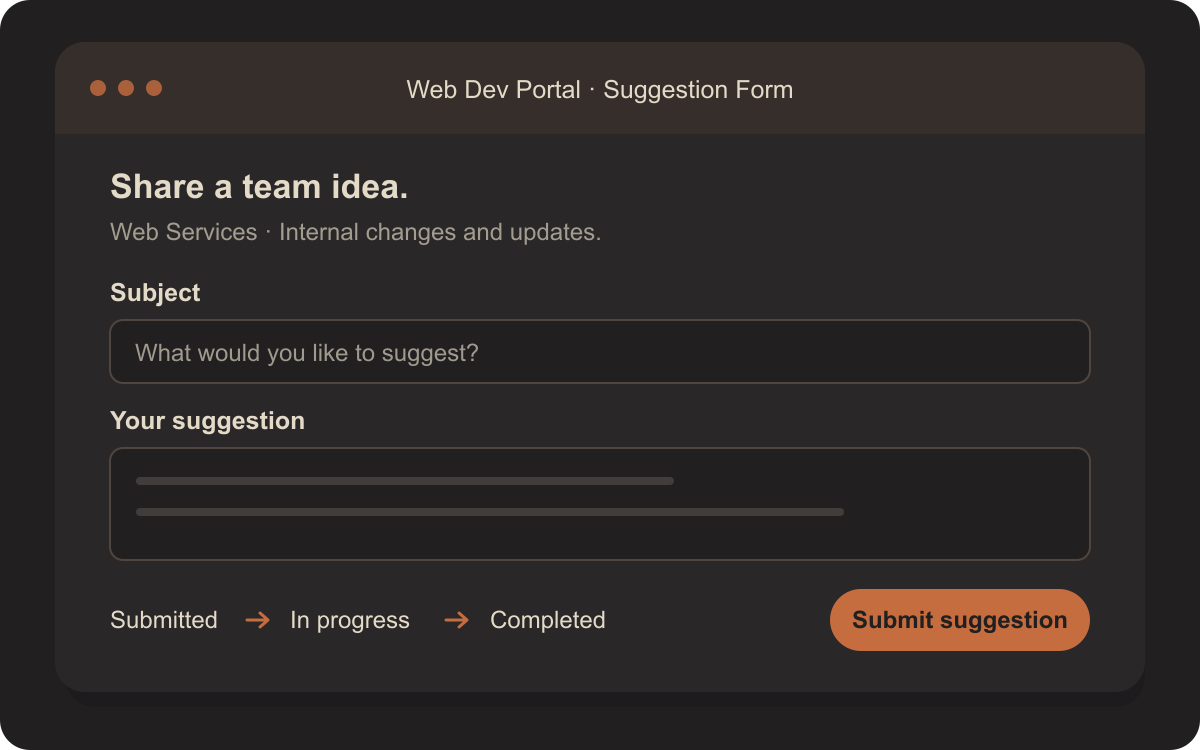 Web Dev Portal · Suggestion Form
Share a team idea.
Web Services · Internal changes and updates.
Subject
What would you like to suggest?
Your suggestion
Submitted → In progress → Completed
Submit suggestion